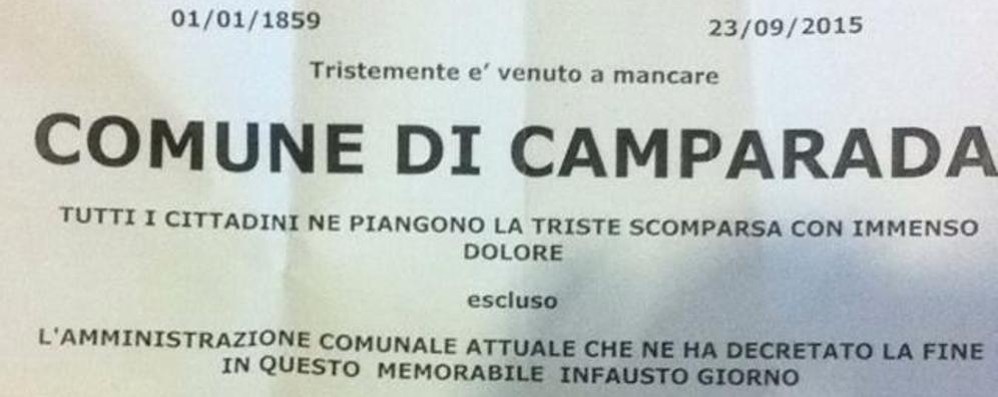 01/01/1859 23/09/2015
Tristemente e' venuto a mancare
COMUNE DI CAMPARADA
TUTTI I CITTADINI NE PIANGONO LA TRISTE SCOMPARSA CON IMMENSO
DOLORE
escluso
L'AMMINISTRAZIONE COMUNALE ATTUALE CHE NE HA DECRETATO LA FINE
IN QUESTO MEMORABILE INFAUSTO GIORNO